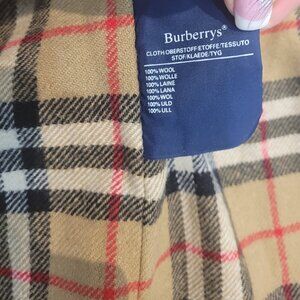 Burberrys®
CLOTH/OBERSTOFF/ETOFFE/TESSUTO
STOF/KLAEDE/TYG
100% WOOL
100% WOLLE
100% LAINE
100% LANA
100% WOL
100% ULD
100% ULL